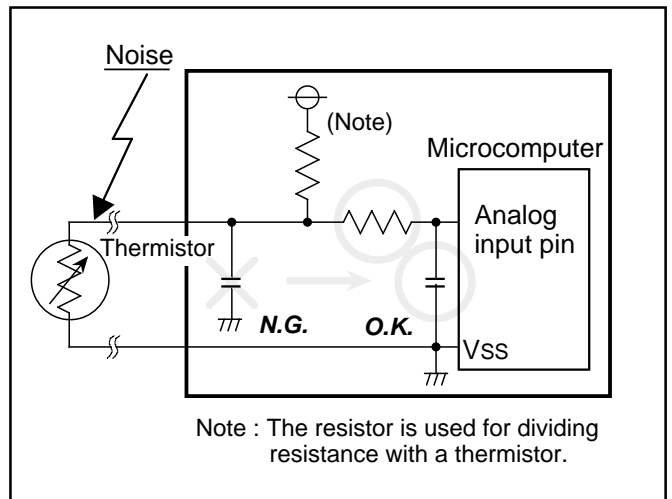 Noise
(Note)
Microcomputer
Analog
input pin
Thermistor
N.G.
O.K.
VSS
Note : The resistor is used for dividing
resistance with a thermistor.